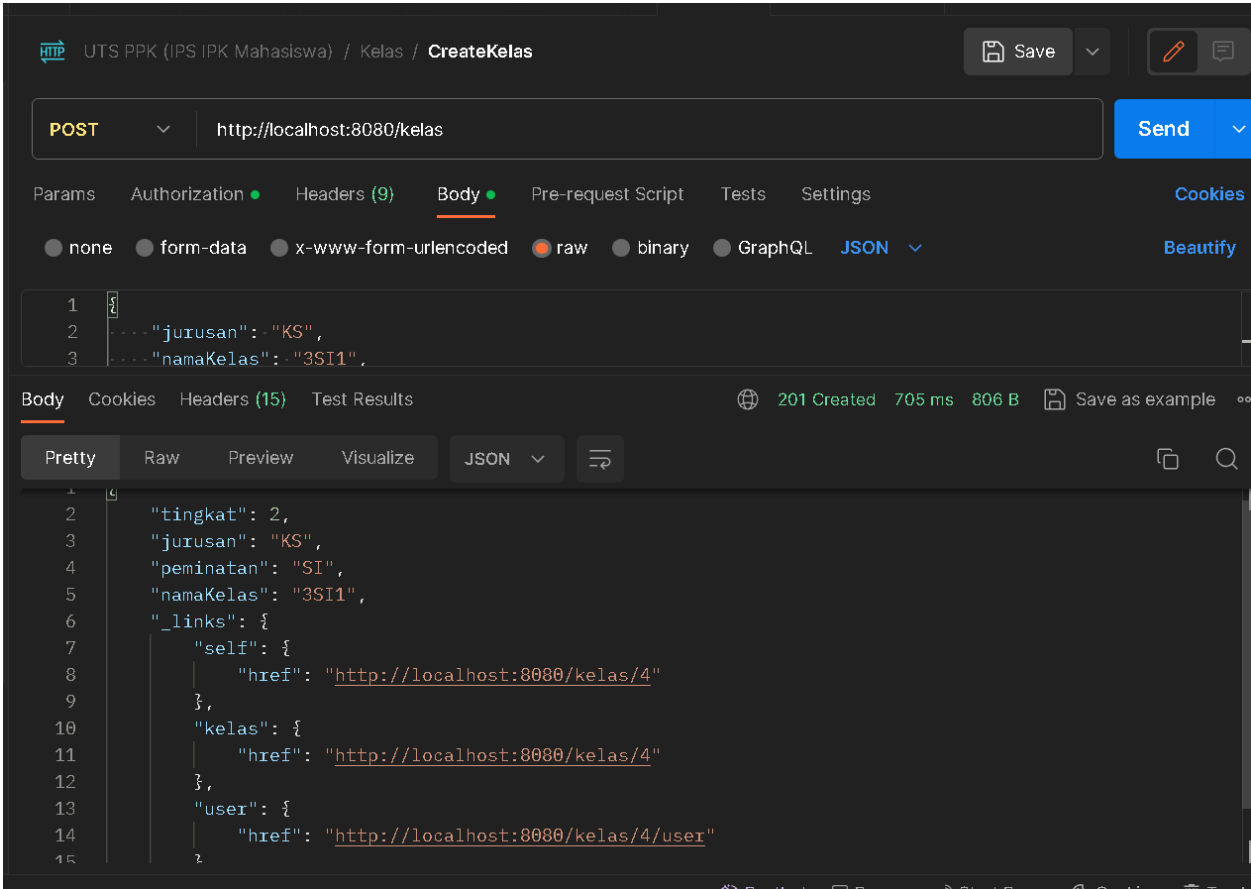 HTTP UTS PPK (IPS IPK Mahasiswa) / Kelas / CreateKelas Save
POST http://localhost:8080/kelas Send
Params Authorization Headers (9) Body Pre-request Script Tests Settings Cookies
none form-data x-www-form-urlencoded raw binary GraphQL JSON Beautify
1 {
2 "jurusan": "KS",
3 "namaKelas": "3SI1",
Body Cookies Headers (15) Test Results 201 Created 705 ms 806 B Save as example
Pretty Raw Preview Visualize JSON
1 {
2 "tingkat": 2,
3 "jurusan": "KS",
4 "peminatan": "SI",
5 "namaKelas": "3SI1",
6 "_links": {
7 "self": {
8 "href": "http://localhost:8080/kelas/4"
9 },
10 "kelas": {
11 "href": "http://localhost:8080/kelas/4"
12 },
13 "user": {
14 "href": "http://localhost:8080/kelas/4/user"
15 }